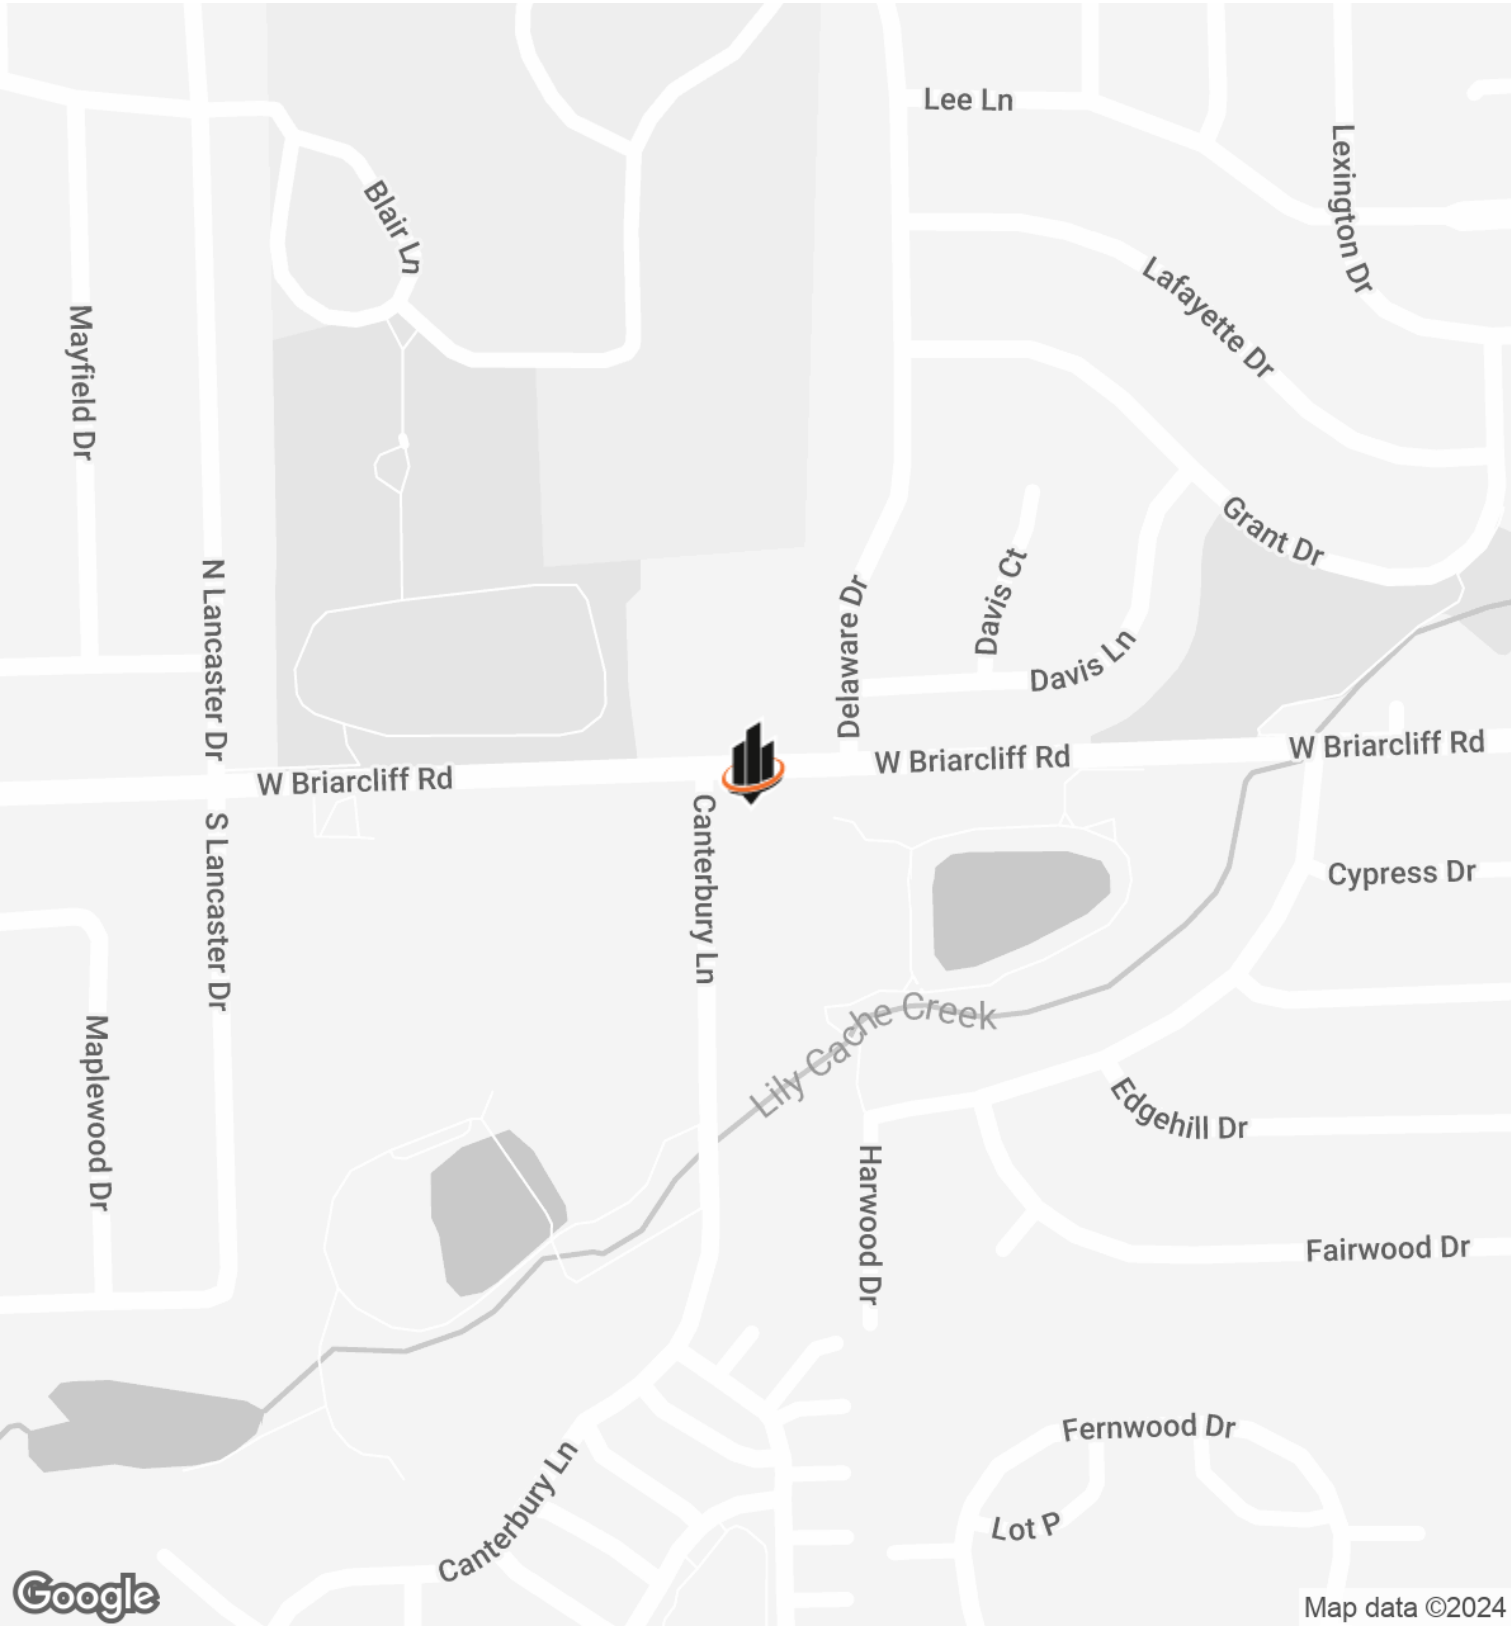 Lee Ln
Lexington Dr
Blair Ln
Lafayette Dr
Mayfield Dr
Grant Dr
N Lancaster Dr
Davis Ct
Delaware Dr
Davis Ln
W Briarcliff Rd
W Briarcliff Rd
W Briarcliff Rd
Canterbury Ln
S Lancaster Dr
Cypress Dr
Lily Cache Creek
Maplewood Dr
Edgehill Dr
Harwood Dr
Fairwood Dr
Fernwood Dr
Canterbury Ln
Lot P
Google
Map data ©2024